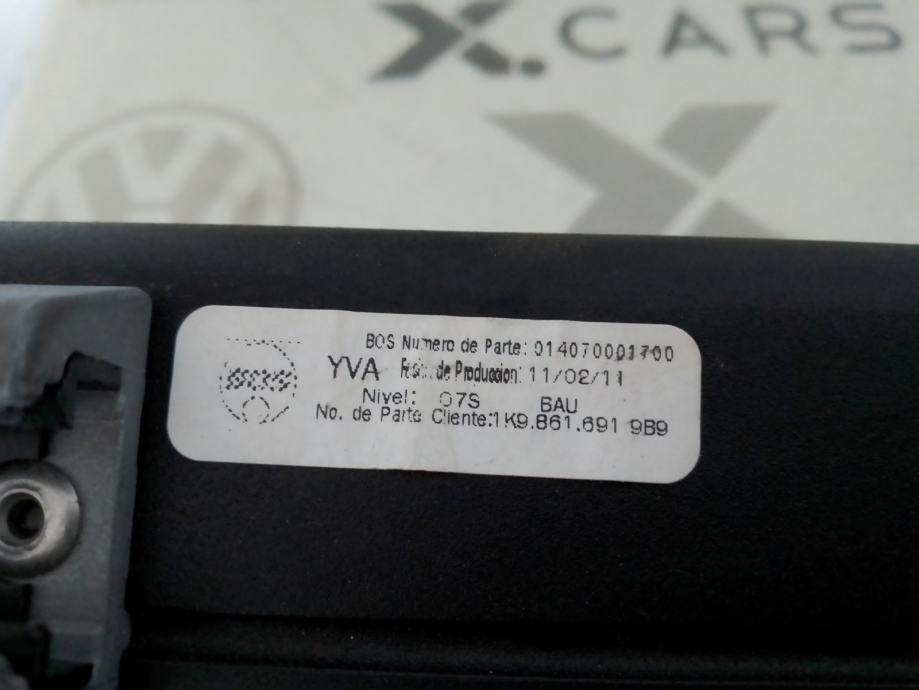 X.CARS
BOS Numero de Parte: 014070001700
YVA de Produccion: 11/02/11
Nivel: 07S BAU
No. de Parte Cliente:1K9.861.691 9B9